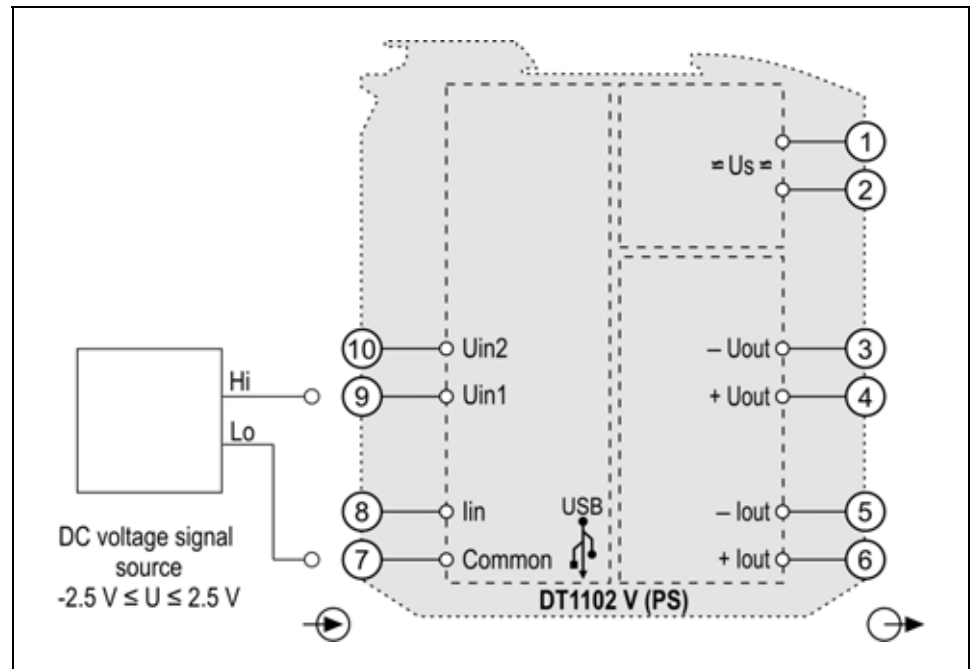 1
≂ Us ≂
2
10
Uin2
– Uout
3
Hi
9
Uin1
+ Uout
4
Lo
8
Iin
USB
– Iout
5
DC voltage signal
source
-2.5 V ≤ U ≤ 2.5 V
7
Common
+ Iout
6
DT1102 V (PS)